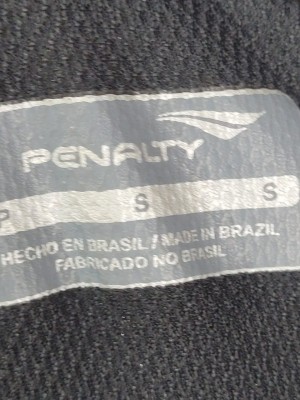 PENALTY
P S S
HECHO EN BRASIL / MADE IN BRAZIL
FABRICADO NO BRASIL